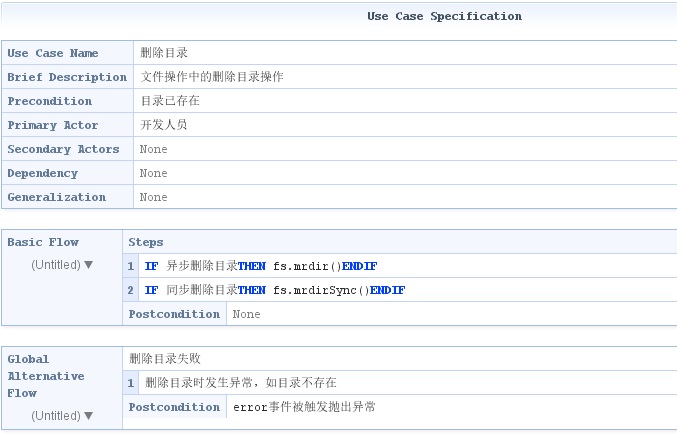 Use Case Specification
Use Case Name 删除目录
Brief Description 文件操作中的删除目录操作
Precondition 目录已存在
Primary Actor 开发人员
Secondary Actors None
Dependency None
Generalization None
Basic Flow Steps
(Untitled) ▼
1 IF 异步删除目录THEN fs.mrdir()ENDIF
2 IF 同步删除目录THEN fs.mrdirSync()ENDIF
Postcondition None
Global Alternative Flow
删除目录失败
1 删除目录时发生异常，如目录不存在
(Untitled) ▼
Postcondition error事件被触发抛出异常